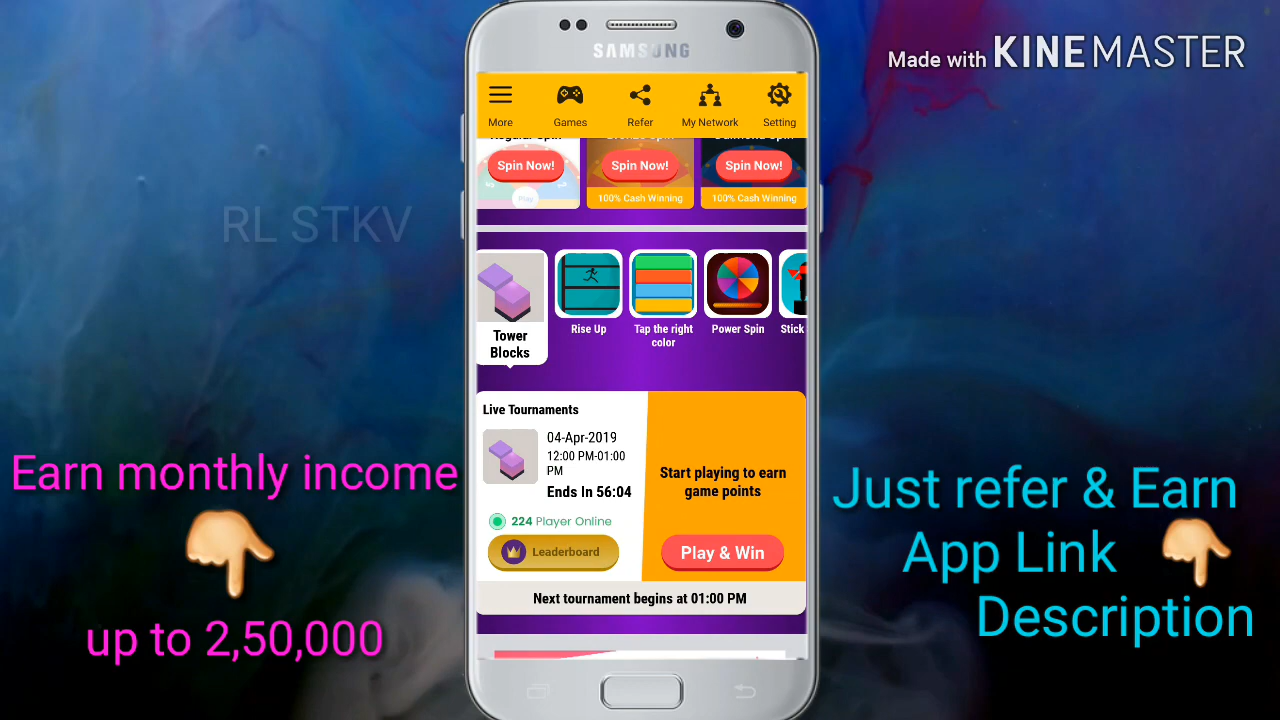 Made with KINEMASTER
SAMSUNG
More
Games
Refer
My Network
Setting
Regular Spin
Spin Now!
Spin Now!
Spin Now!
Play
100% Cash Winning
100% Cash Winning
RL STKV
Tower
Blocks
Rise Up
Tap the right
color
Power Spin
Stick
Live Tournaments
04-Apr-2019
12:00 PM-01:00
PM
Ends In 56:04
224 Player Online
Leaderboard
Start playing to earn
game points
Play & Win
Next tournament begins at 01:00 PM
Earn monthly income
up to 2,50,000
Just refer & Earn
App Link
Description